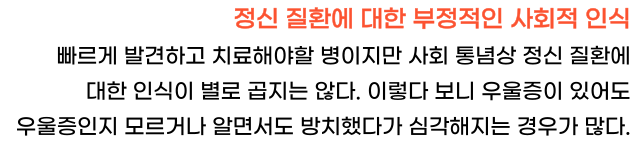 정신 질환에 대한 부정적인 사회적 인식
빠르게 발견하고 치료해야할 병이지만 사회 통념상 정신 질환에
대한 인식이 별로 곱지는 않다. 이렇다 보니 우울증이 있어도
우울증인지 모르거나 알면서도 방치했다가 심각해지는 경우가 많다.